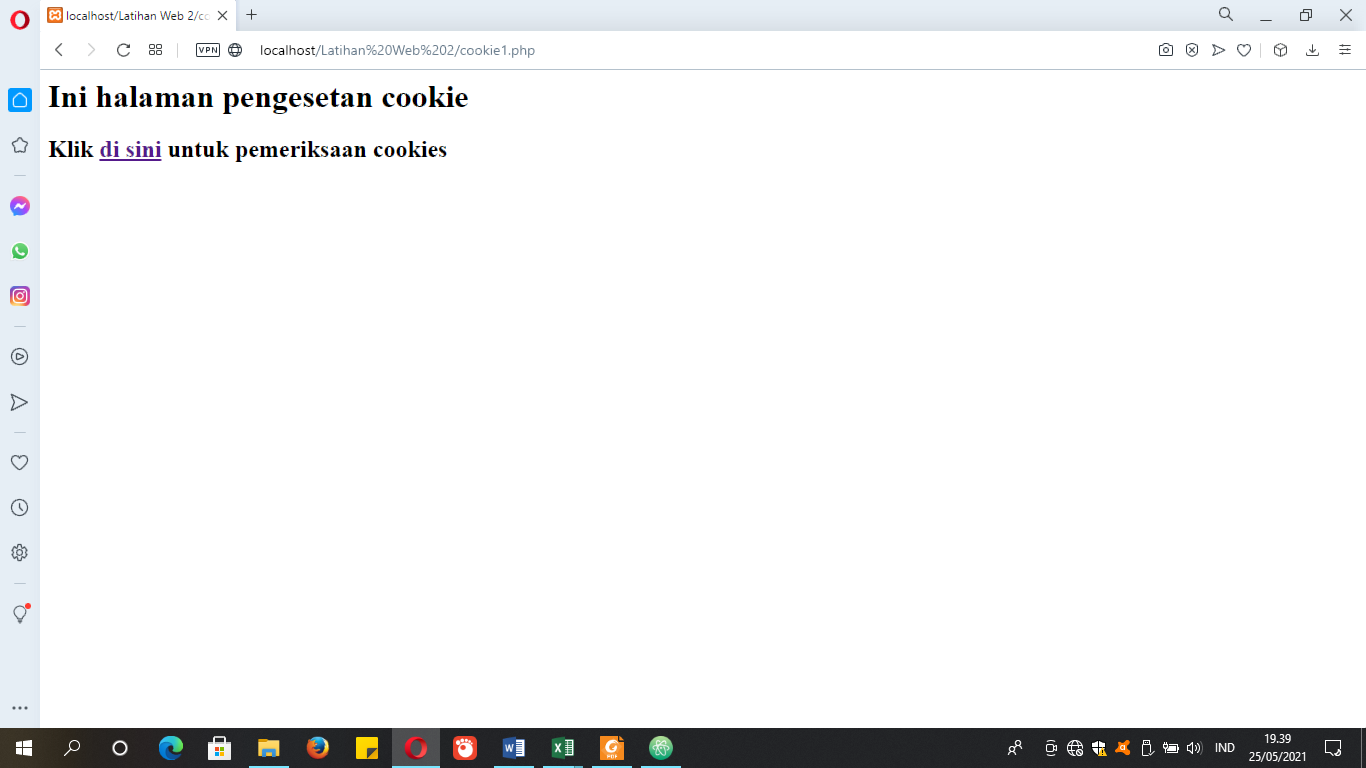 localhost/Latihan Web 2/co
VPN
localhost/Latihan%20Web%202/cookie1.php
Ini halaman pengesetan cookie
Klik di sini untuk pemeriksaan cookies
IND
19.39
25/05/2021